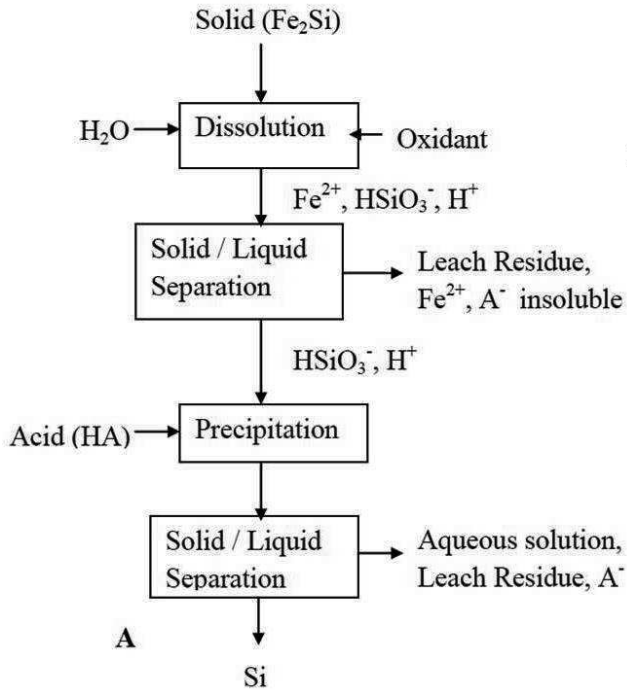 Solid (Fe₂Si)
H₂O
Dissolution
Oxidant
Fe²⁺, HSiO₃⁻, H⁺
Solid / Liquid
Separation
Leach Residue,
Fe²⁺, A⁻ insoluble
HSiO₃⁻, H⁺
Acid (HA)
Precipitation
Solid / Liquid
Separation
Aqueous solution,
Leach Residue, A⁻
A
Si